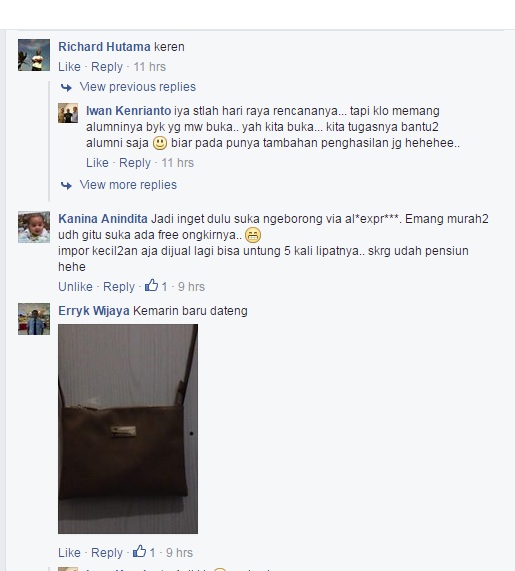 Richard Hutama keren
Like · Reply · 11 hrs
View previous replies
Iwan Kenrianto iya stlah hari raya rencananya... tapi klo memang
alumninya byk yg mw buka.. yah kita buka... kita tugasnya bantu2
alumni saja 😃 biar pada punya tambahan penghasilan jg hehehee..
Like · Reply · 11 hrs
View more replies
Kanina Anindita Jadi inget dulu suka ngeborong via al*expr***. Emang murah2
udh gitu suka ada free ongkirnya.. 😁
impor kecil2an aja dijual lagi bisa untung 5 kali lipatnya.. skrg udah pensiun
hehe
Unlike · Reply · 1 · 9 hrs
Erryk Wijaya Kemarin baru dateng
Like · Reply · 1 · 9 hrs